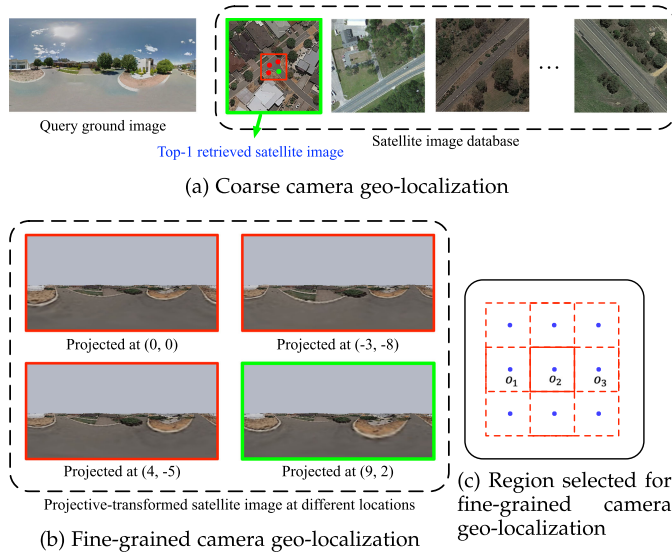 Query ground image
Top-1 retrieved satellite image
Satellite image database
(a) Coarse camera geo-localization
Projected at (0, 0)
Projected at (-3, -8)
Projected at (4, -5)
Projected at (9, 2)
Projective-transformed satellite image at different locations
(b) Fine-grained camera geo-localization
o₁ o₂ o₃
(c) Region selected for
fine-grained camera
geo-localization